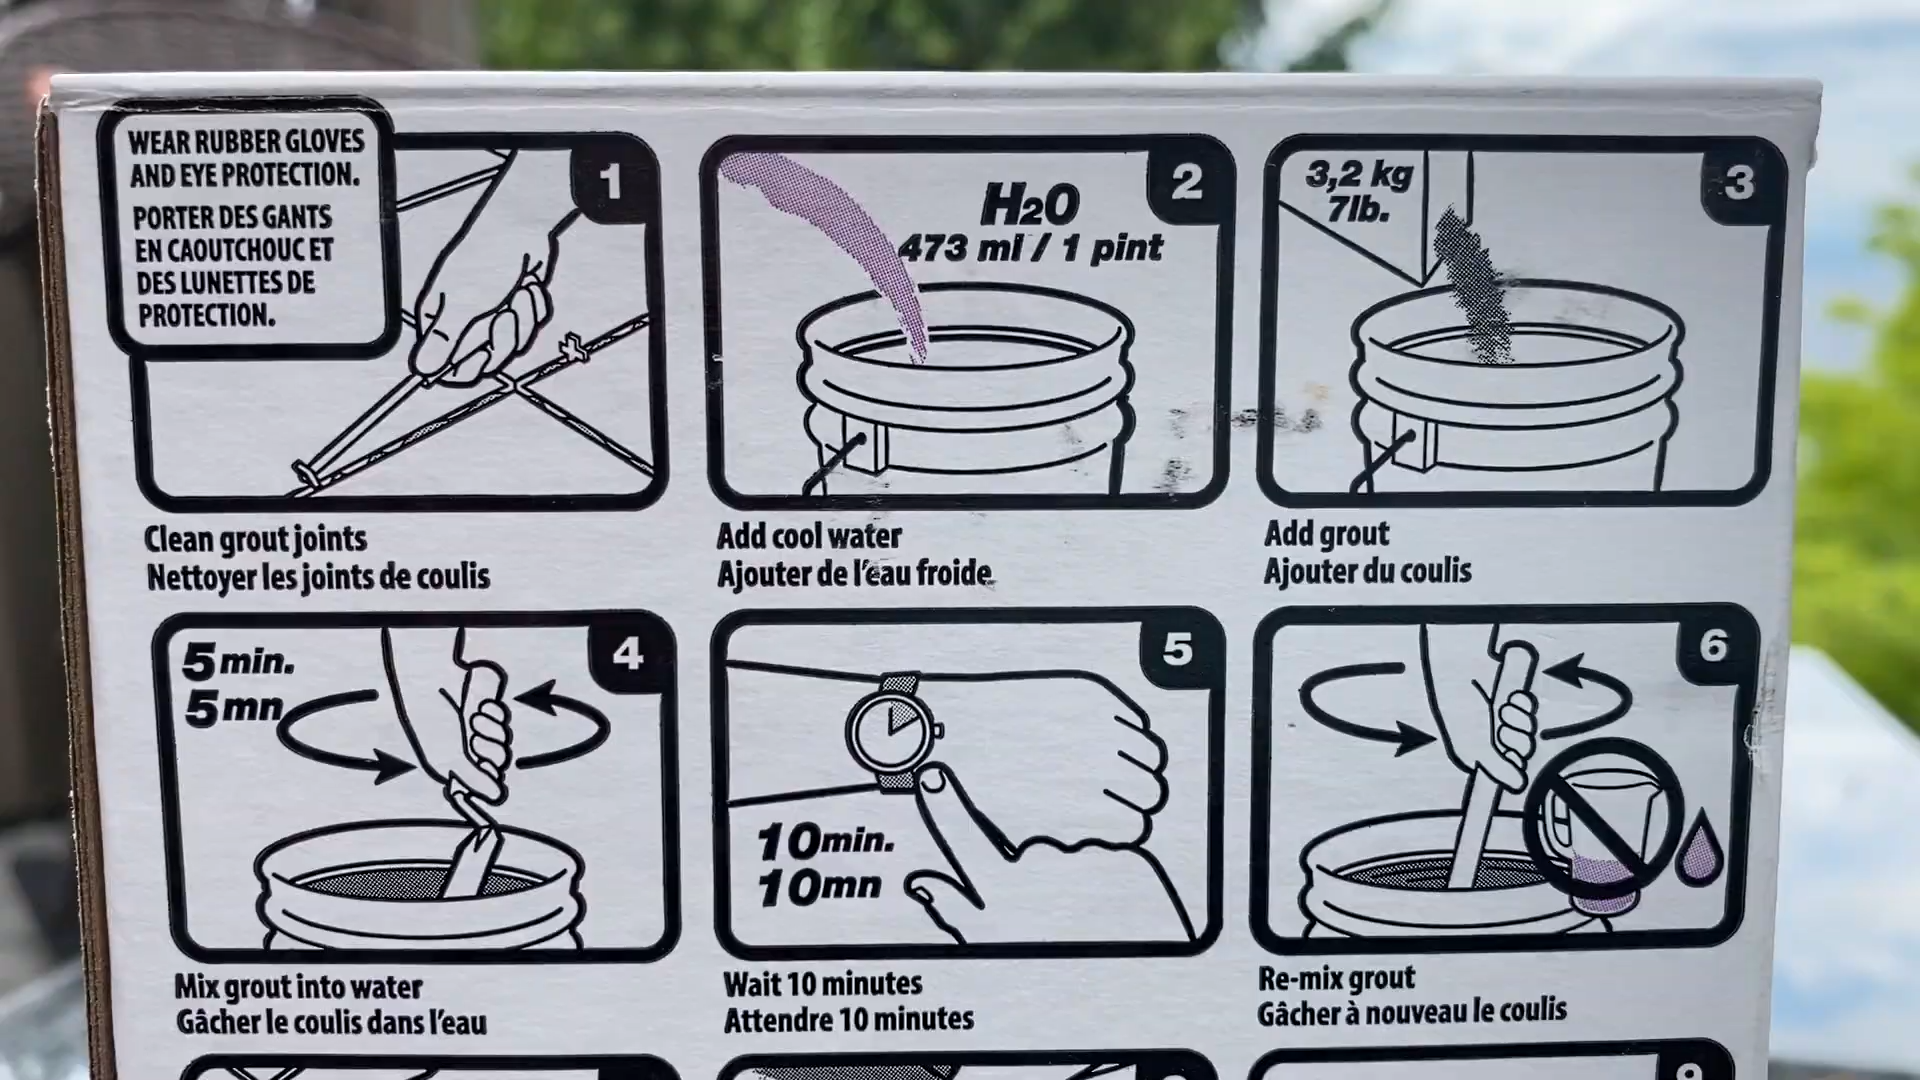 WEAR RUBBER GLOVES
AND EYE PROTECTION.
PORTER DES GANTS
EN CAOUTCHOUC ET
DES LUNETTES DE
PROTECTION.
1
Clean grout joints
Nettoyer les joints de coulis
2
H2O
473 ml / 1 pint
Add cool water
Ajouter de l'eau froide
3
3,2 kg
7lb.
Add grout
Ajouter du coulis
4
5 min.
5 mn
Mix grout into water
Gâcher le coulis dans l'eau
5
10 min.
10 mn
Wait 10 minutes
Attendre 10 minutes
6
Re-mix grout
Gâcher à nouveau le coulis
9